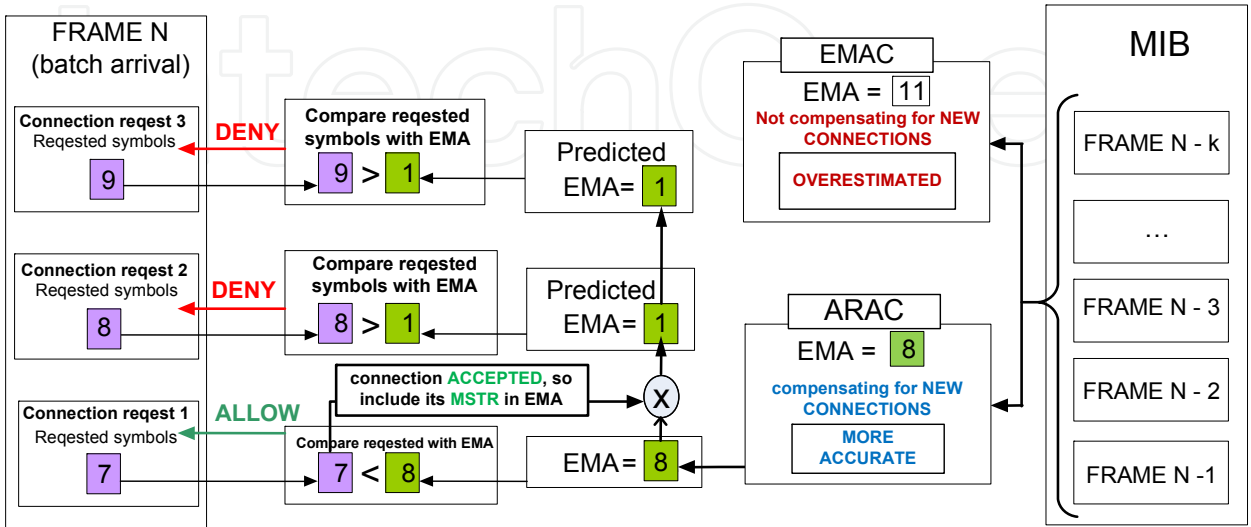 techOpe
FRAME N
(batch arrival)
Connection reqest 3
Reqested symbols
9
DENY
Compare reqested
symbols with EMA
9 > 1
Predicted
EMA= 1
Connection reqest 2
Reqested symbols
8
DENY
Compare reqested
symbols with EMA
8 > 1
Predicted
EMA= 1
connection ACCEPTED, so
include its MSTR in EMA
X
Connection reqest 1
Reqested symbols
7
ALLOW
Compare reqested with EMA
7 < 8
EMA= 8
EMAC
EMA = 11
Not compensating for NEW
CONNECTIONS
OVERESTIMATED
ARAC
EMA = 8
compensating for NEW
CONNECTIONS
MORE
ACCURATE
MIB
FRAME N - k
...
FRAME N - 3
FRAME N - 2
FRAME N -1